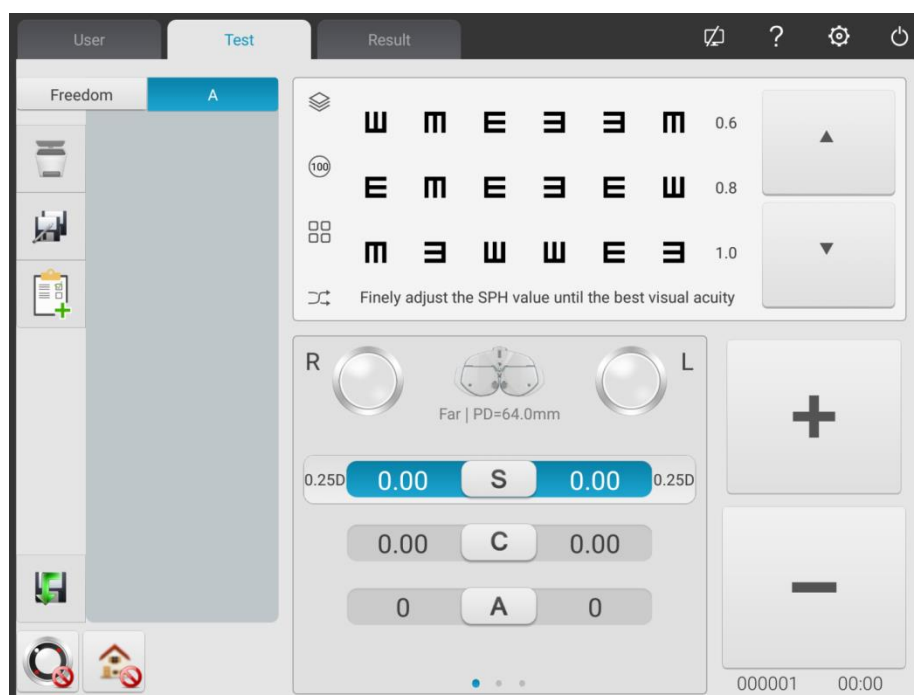 User Test Result ?
Freedom A
0.6
100
0.8
1.0
Finely adjust the SPH value until the best visual acuity
R L
Far | PD=64.0mm
0.25D 0.00 S 0.00 0.25D
0.00 C 0.00
0 A 0
000001 00:00